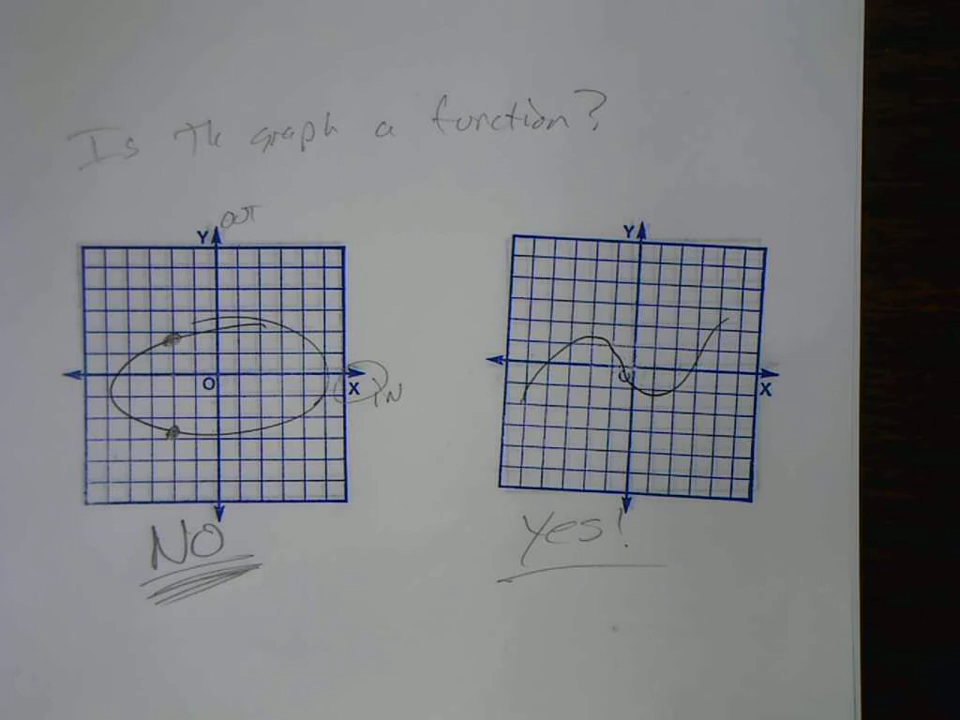 Is The graph a function?
Y OUT
O
X IN
NO
Y
X
Yes!